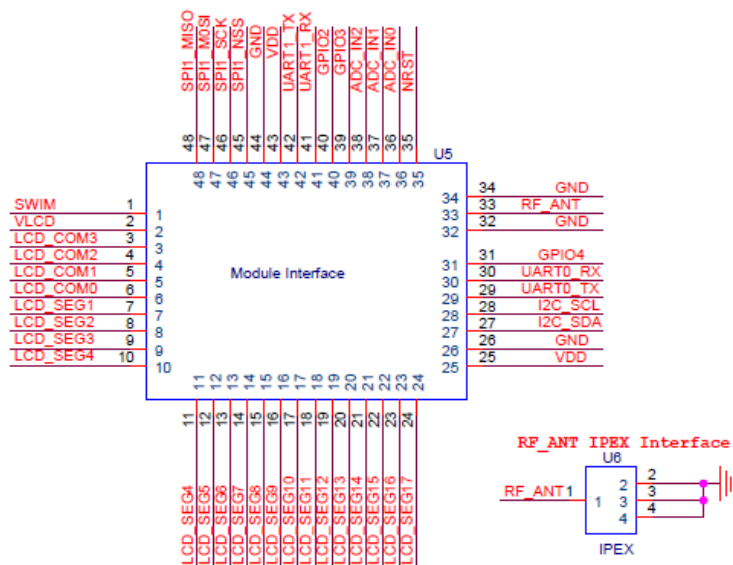 SPI1_MISO
SPI1_M0SI
SPI1_SCK
SPI1_NSS
GND
VDD
UART1_TX
UART1_RX
GPIO2
GPIO3
ADC_IN2
ADC_IN1
ADC_IN0
NRST
48 47 46 45 44 43 42 41 40 39 38 37 36 35
U5
48 47 46 45 44 43 42 41 40 39 38 37 36 35
SWIM 1 1
VLCD 2 2
LCD_COM3 3 3
LCD_COM2 4 4
LCD_COM1 5 5
LCD_COM0 6 6
LCD_SEG1 7 7
LCD_SEG2 8 8
LCD_SEG3 9 9
LCD_SEG4 10 10
Module Interface
34 34 GND
33 33 RF_ANT
32 32 GND
31 31 GPIO4
30 30 UART0_RX
29 29 UART0_TX
28 28 I2C_SCL
27 27 I2C_SDA
26 26 GND
25 25 VDD
11 12 13 14 15 16 17 18 19 20 21 22 23 24
11 12 13 14 15 16 17 18 19 20 21 22 23 24
LCD_SEG4
LCD_SEG5
LCD_SEG6
LCD_SEG7
LCD_SEG8
LCD_SEG9
LCD_SEG10
LCD_SEG11
LCD_SEG12
LCD_SEG13
LCD_SEG14
LCD_SEG15
LCD_SEG16
LCD_SEG17
RF_ANT IPEX Interface
U6
RF_ANT 1 1
2 2
3 3
4 4
IPEX